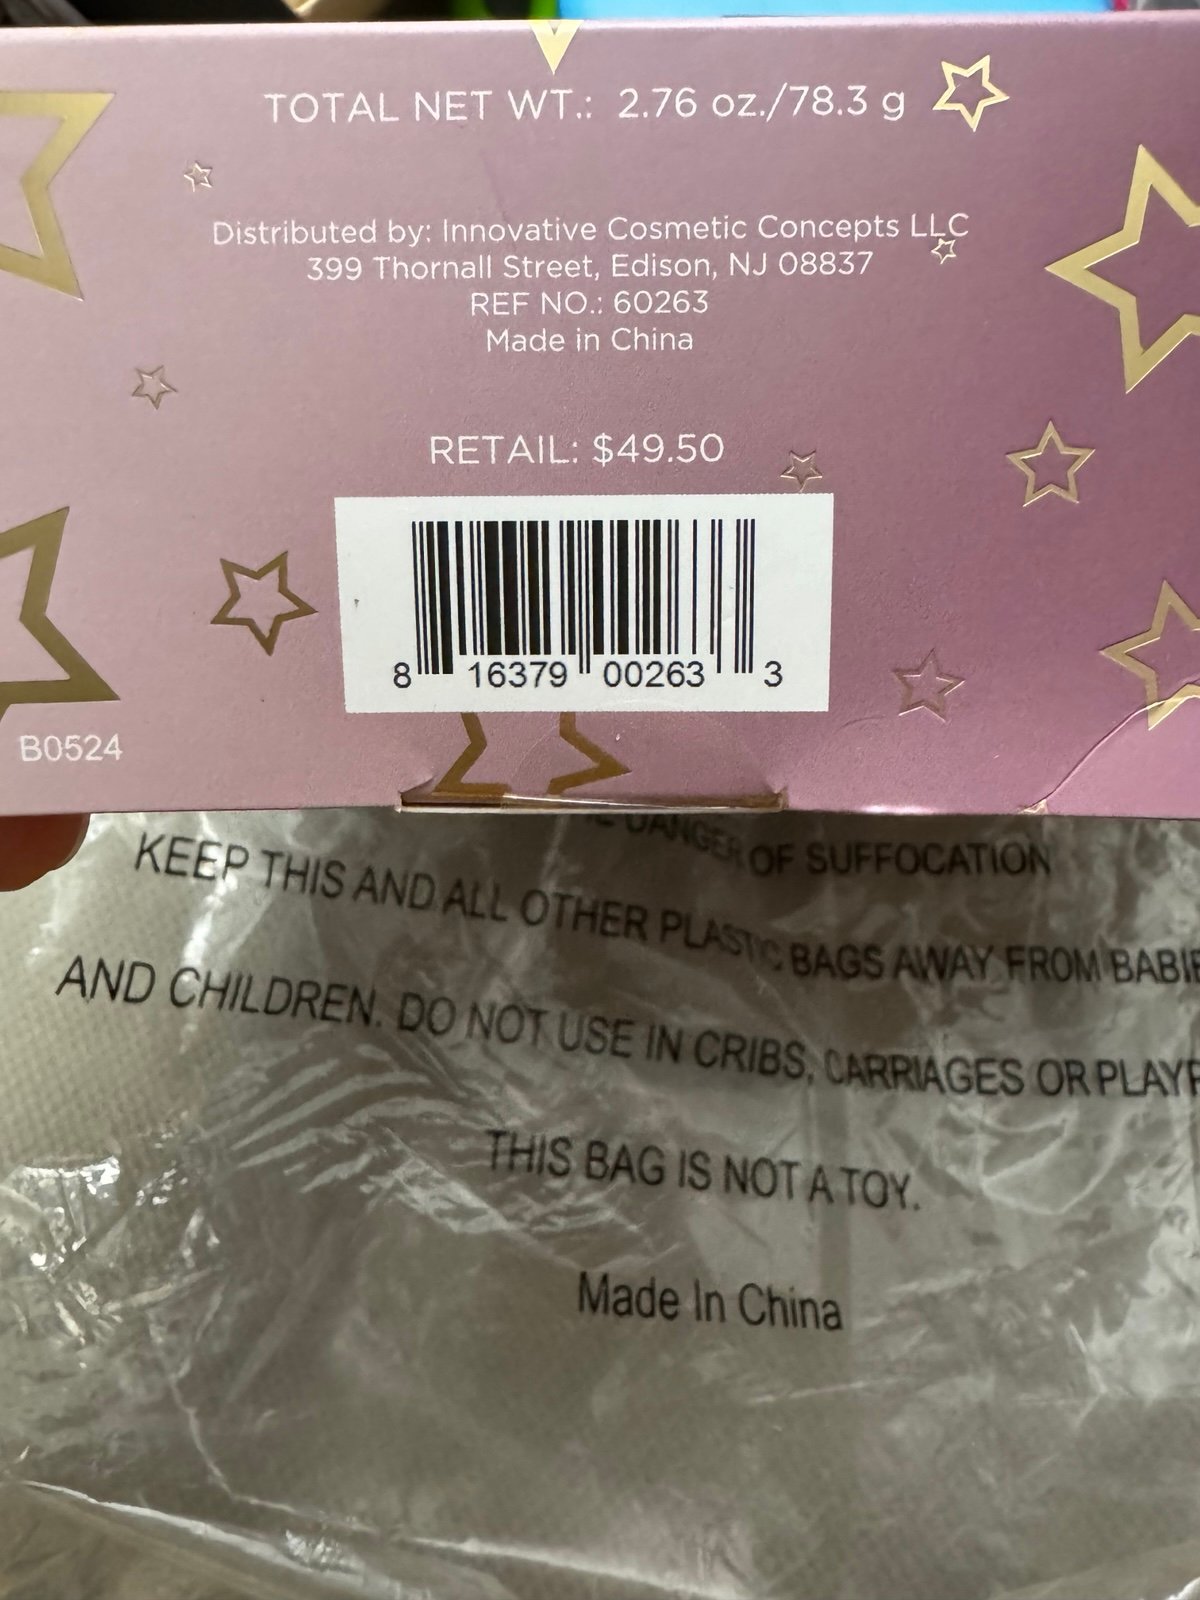 TOTAL NET WT.: 2.76 oz./78.3 g
Distributed by: Innovative Cosmetic Concepts LLC
399 Thornall Street, Edison, NJ 08837
REF NO.: 60263
Made in China
RETAIL: $49.50
8 16379 00263 3
B0524
DANGER OF SUFFOCATION
KEEP THIS AND ALL OTHER PLASTIC BAGS AWAY FROM
AND CHILDREN. DO NOT USE IN CRIBS, CARRIAGES OR
THIS BAG IS NOT A TOY.
Made In China